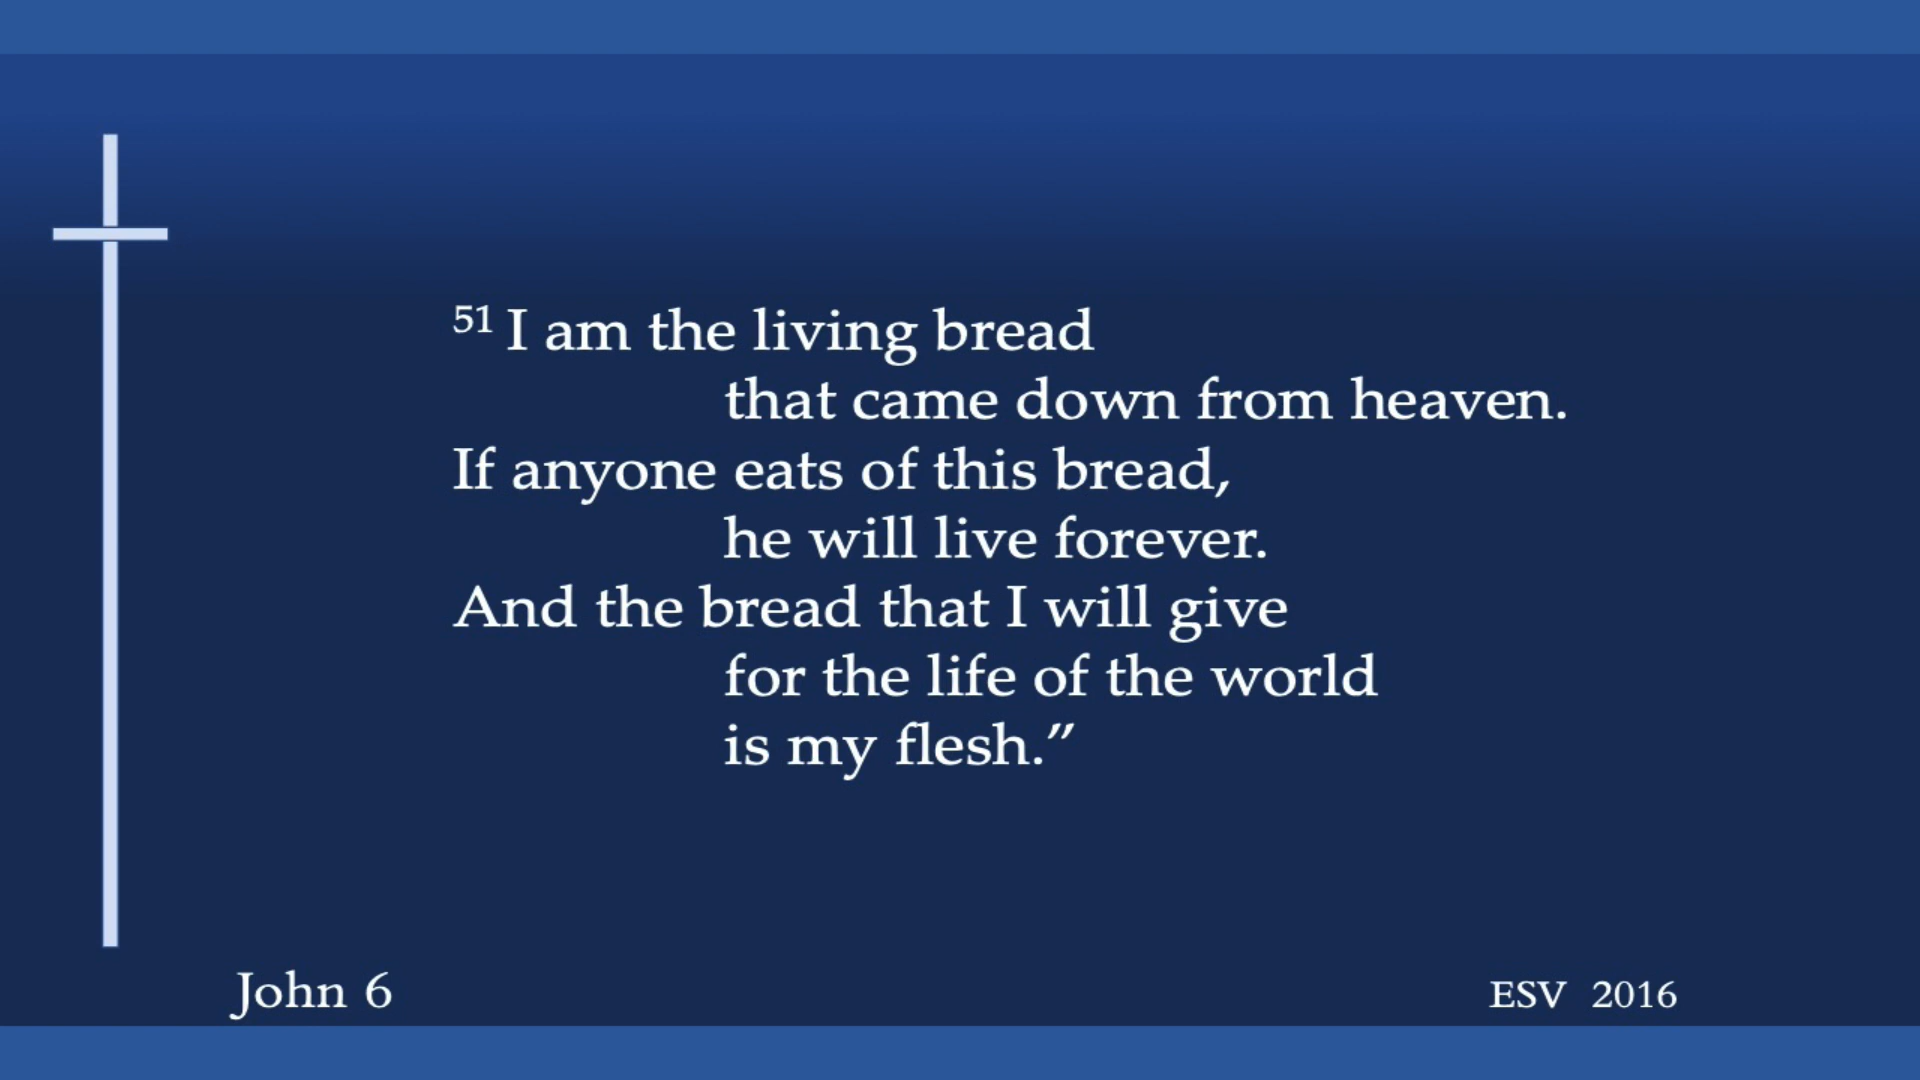 51 I am the living bread
that came down from heaven.
If anyone eats of this bread,
he will live forever.
And the bread that I will give
for the life of the world
is my flesh.”
John 6
ESV 2016